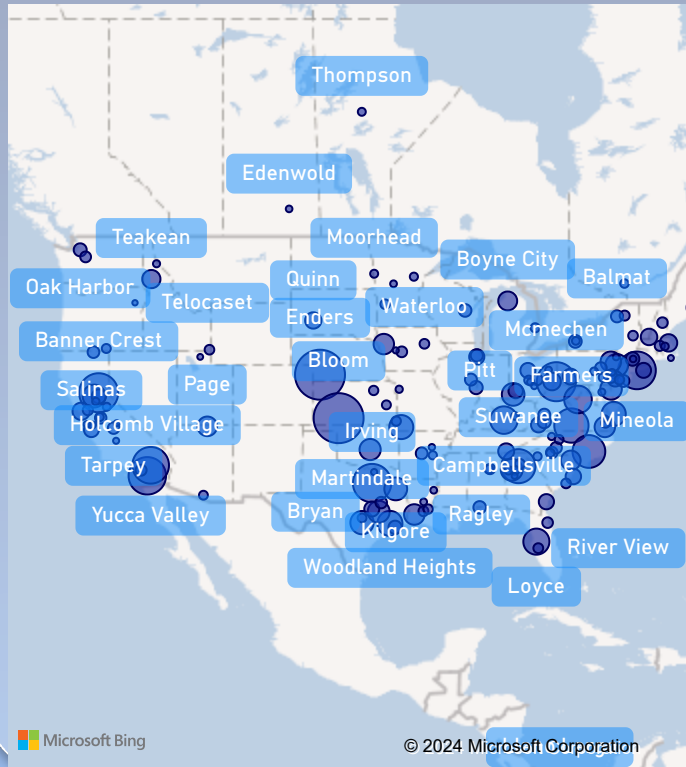 Thompson
Edenwold
Teakean
Moorhead
Boyne City
Quinn
Balmat
Oak Harbor
Telocaset
Waterloo
Enders
Mcmechen
Banner Crest
Bloom
Pitt
Farmers
Salinas
Page
Suwanee
Mineola
Holcomb Village
Irving
Tarpey
Martindale
Campbellsville
Yucca Valley
Bryan
Ragley
Kilgore
River View
Woodland Heights
Loyce
Microsoft Bing
© 2024 Microsoft Corporation